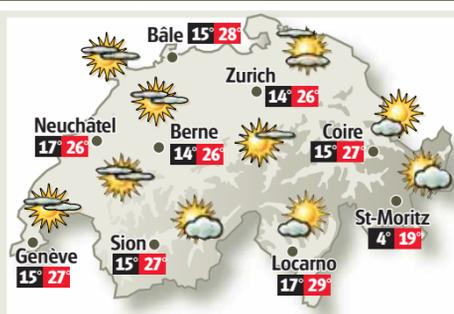 Bâle 15° 28°
Zurich
14° 26°
Neuchâtel
17° 26°
Berne
14° 26°
Coire
15° 27°
St-Moritz
4° 19°
Genève
15° 27°
Sion
15° 27°
Locarno
17° 29°